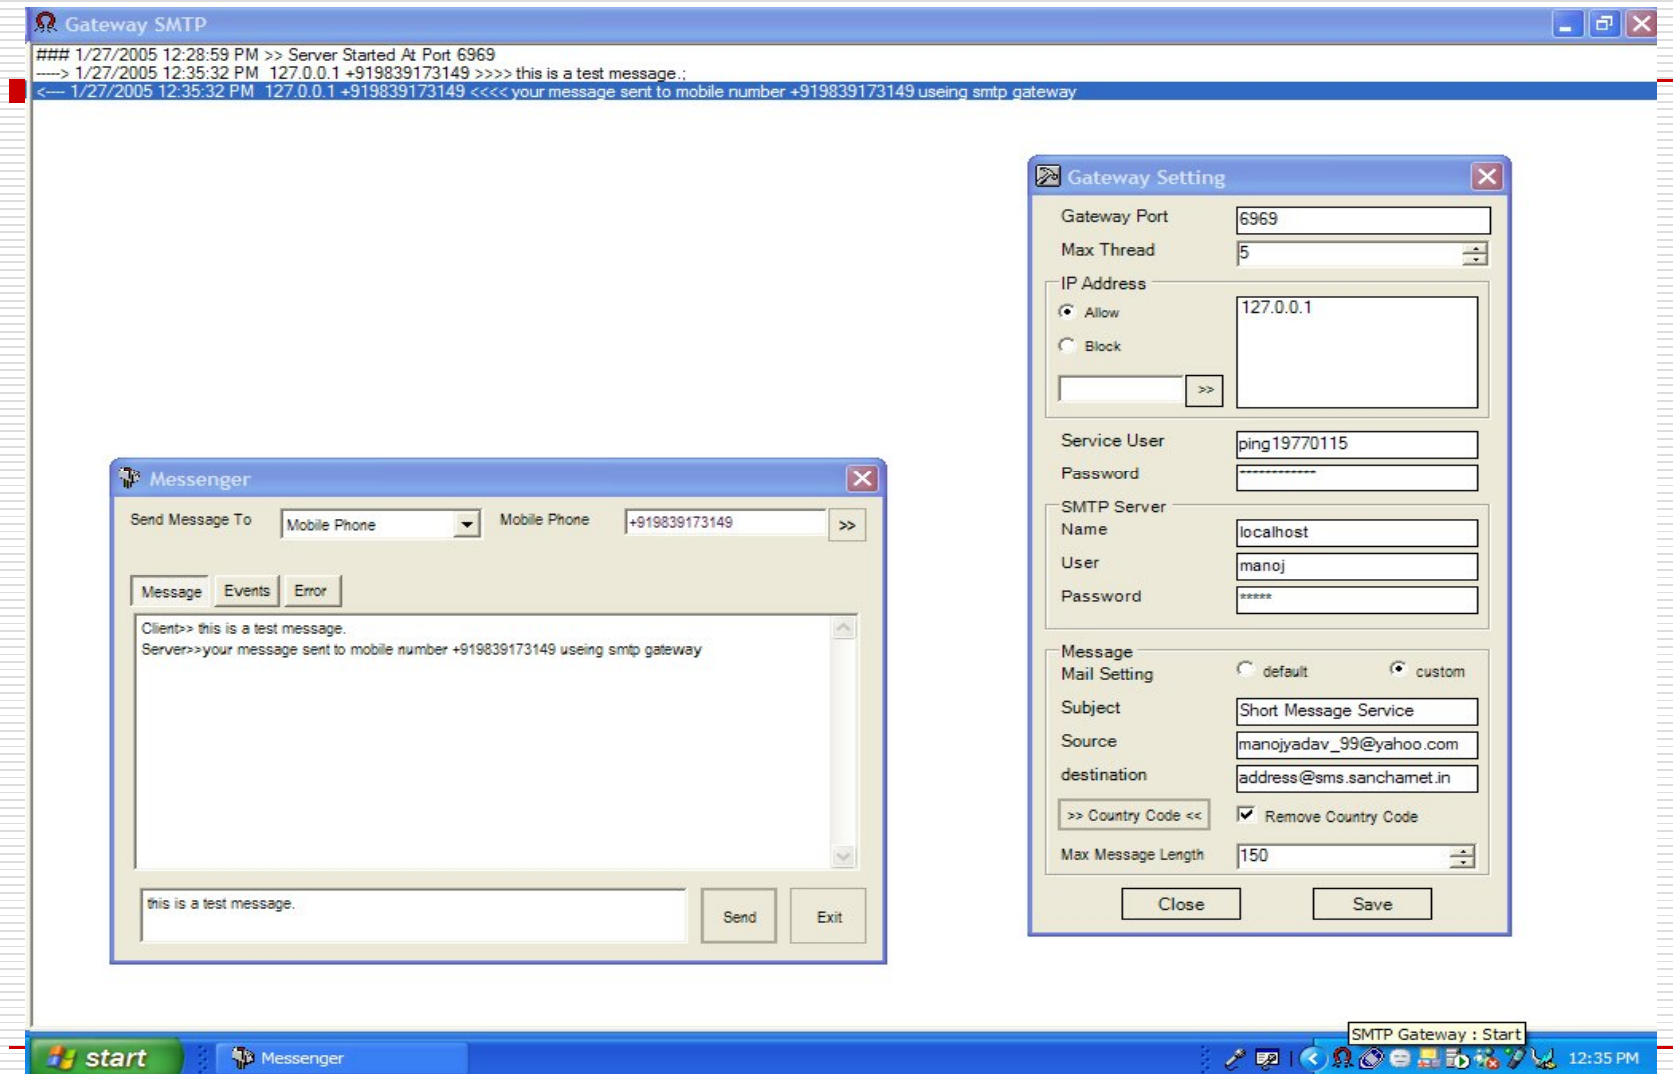 Gateway SMTP
### 1/27/2005 12:28:59 PM >> Server Started At Port 6969
----> 1/27/2005 12:35:32 PM 127.0.0.1 +919839173149 >>>> this is a test message.;
<---- 1/27/2005 12:35:32 PM 127.0.0.1 +919839173149 <<<< your message sent to mobile number +919839173149 useing smtp gateway
Gateway Setting
Gateway Port 6969
Max Thread 5
IP Address
Allow 127.0.0.1
Block
>>
Service User ping19770115
Password ------------
SMTP Server
Name localhost
User manoj
Password *****
Message
Mail Setting default custom
Subject Short Message Service
Source manojyadav_99@yahoo.com
destination address@sms.sancharnet.in
>> Country Code << Remove Country Code
Max Message Length 150
Close Save
Messenger
Send Message To Mobile Phone Mobile Phone +919839173149 >>
Message Events Error
Client>> this is a test message.
Server>>your message sent to mobile number +919839173149 useing smtp gateway
this is a test message.
Send Exit
SMTP Gateway : Start
start Messenger 12:35 PM